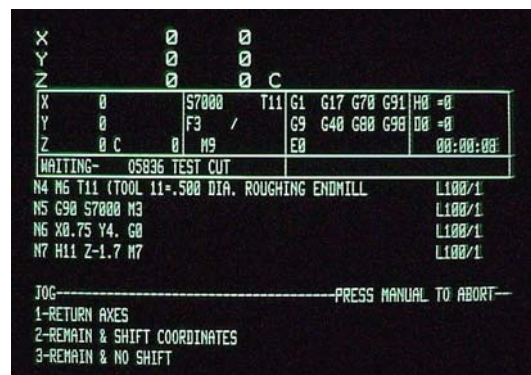 X 0 0
Y 0 0
Z 0 0 C
X 0 S7000 T11 G1 G17 G70 G91 H0 =0
Y 0 F3 / G9 G40 G80 G98 D0 =0
Z 0 C 0 M9 E0 00:00:08
WAITING- O5836 TEST CUT
N4 M6 T11 (TOOL 11=.500 DIA. ROUGHING ENDMILL L100/1
N5 G90 S7000 M3 L100/1
N6 X0.75 Y4. G0 L100/1
N7 H11 Z-1.7 M7 L100/1
JOG--------------------------------PRESS MANUAL TO ABORT--
1-RETURN AXES
2-REMAIN & SHIFT COORDINATES
3-REMAIN & NO SHIFT